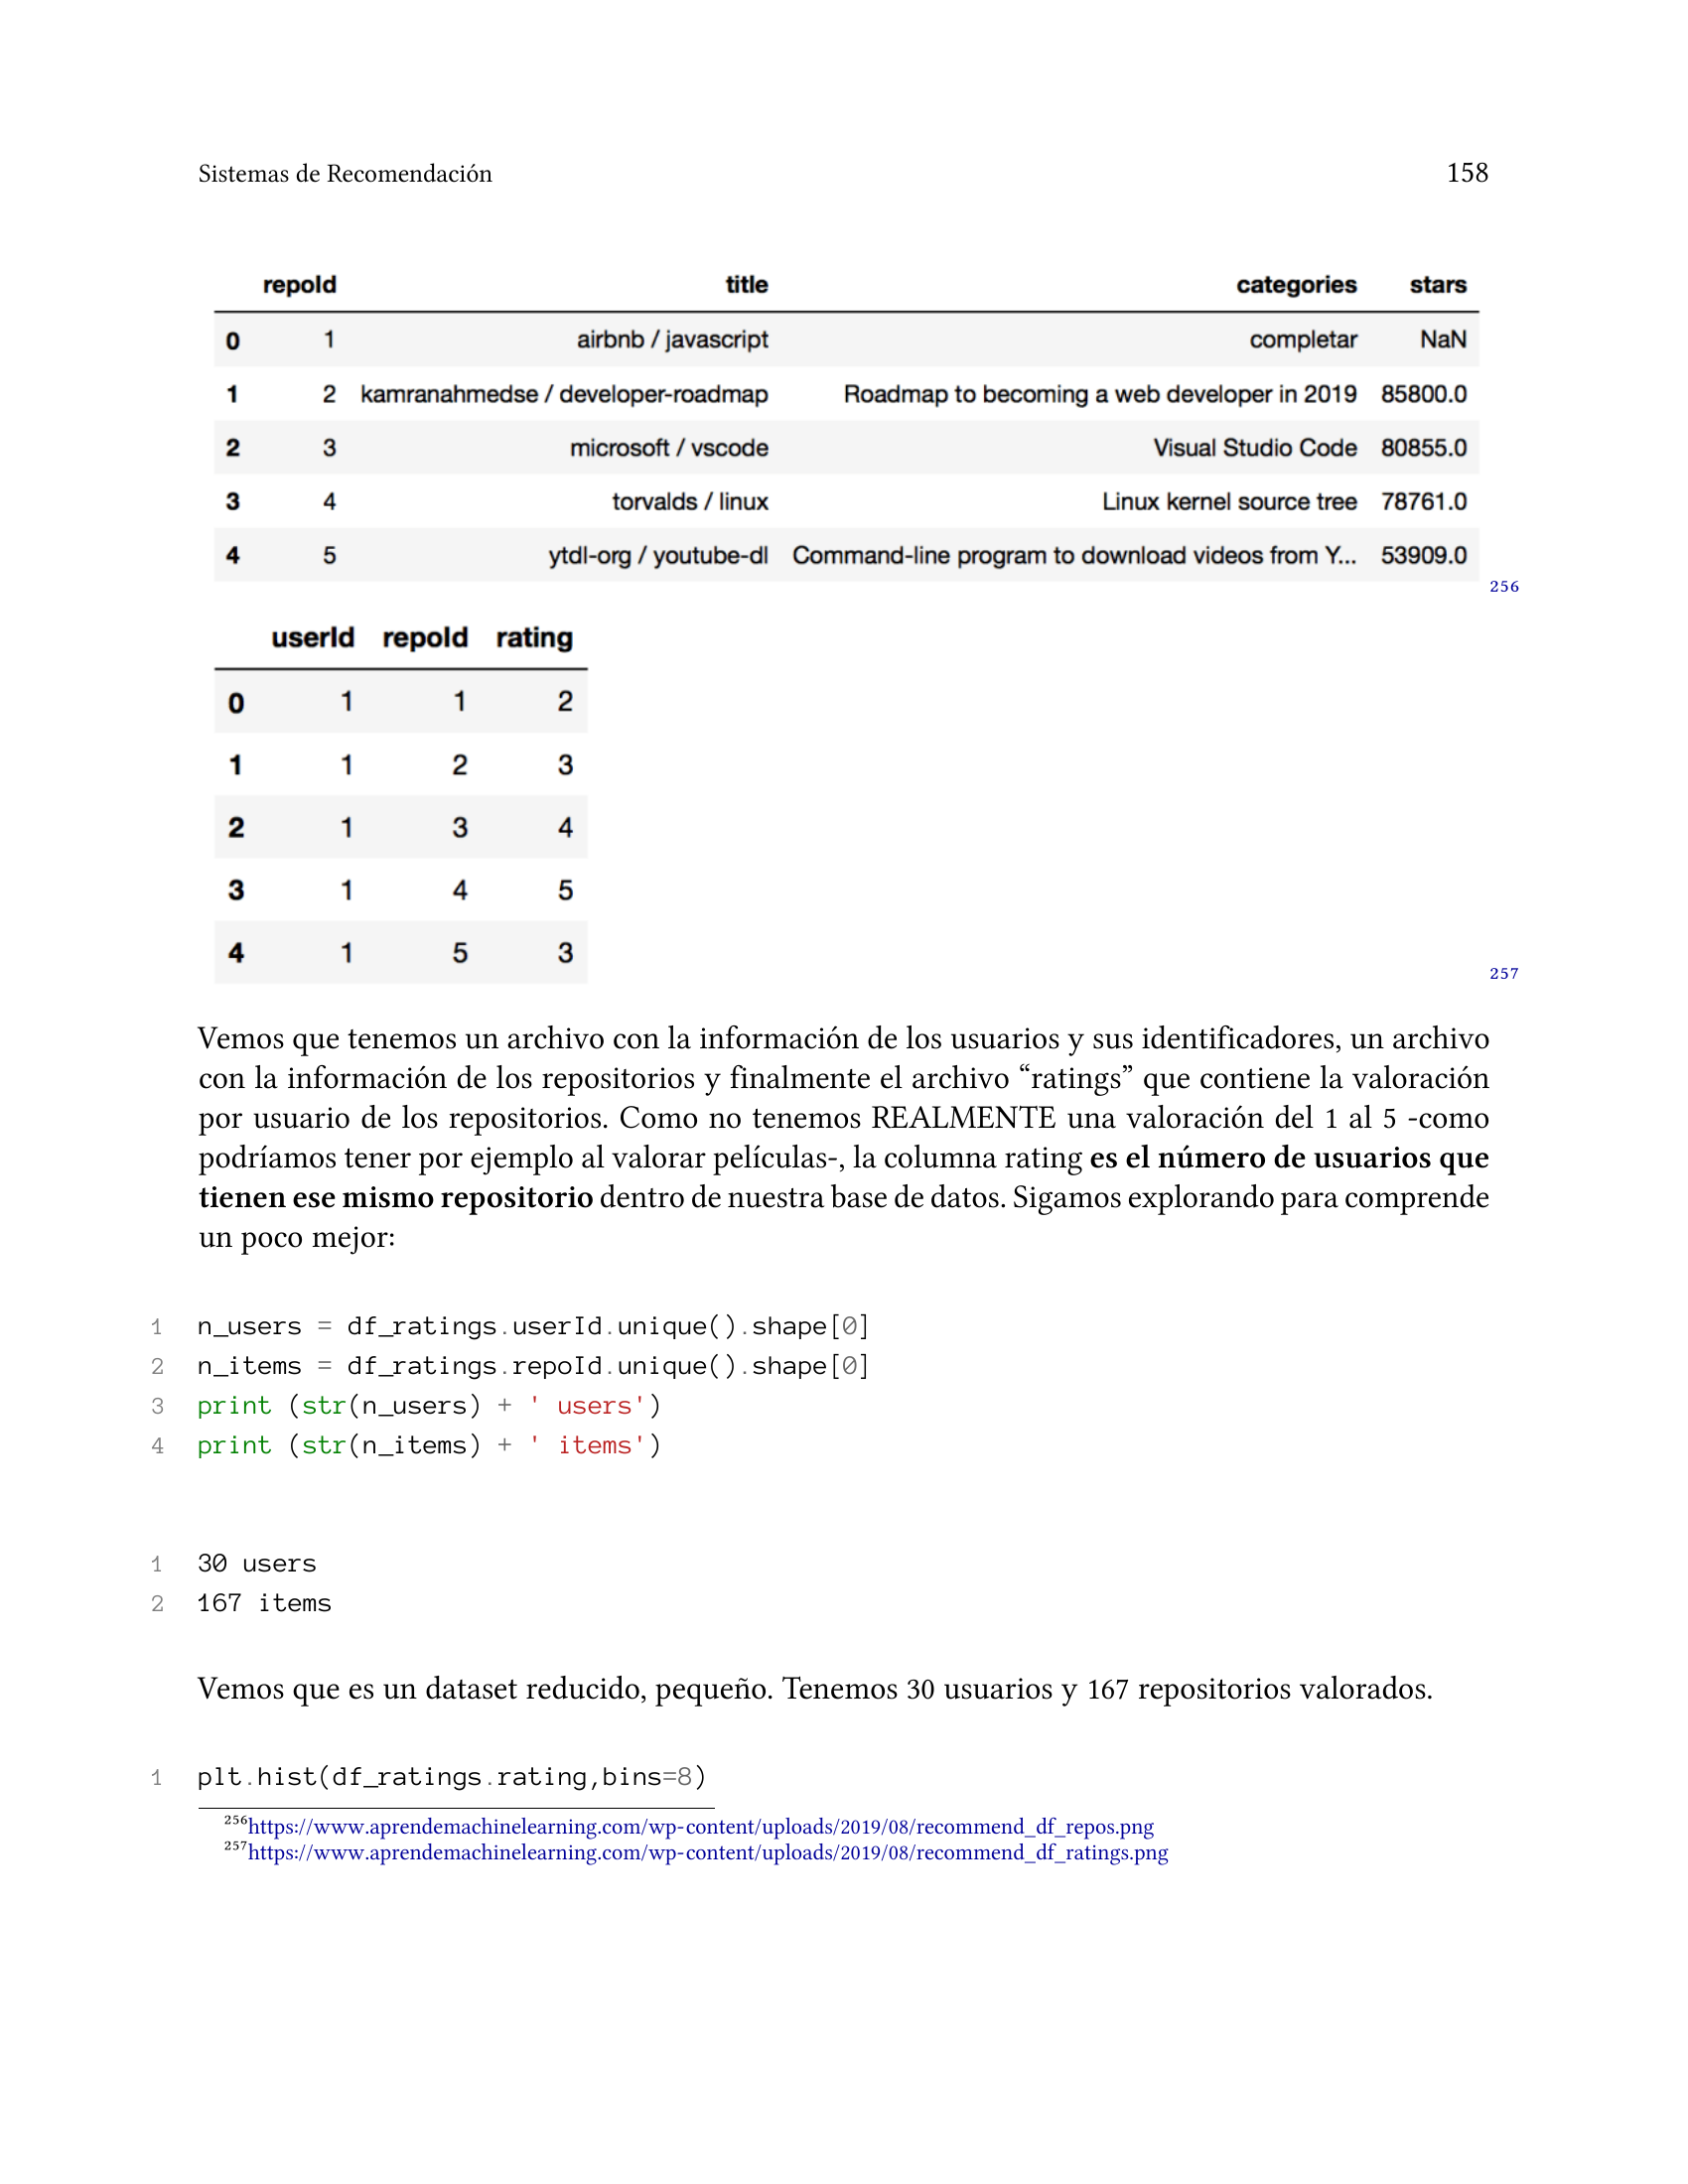 Sistemas de Recomendación 158
repoId title categories stars
0 1 airbnb / javascript completar NaN
1 2 kamranahmedse / developer-roadmap Roadmap to becoming a web developer in 2019 85800.0
2 3 microsoft / vscode Visual Studio Code 80855.0
3 4 torvalds / linux Linux kernel source tree 78761.0
4 5 ytdl-org / youtube-dl Command-line program to download videos from Y... 53909.0
256
userId repoId rating
0 1 1 2
1 1 2 3
2 1 3 4
3 1 4 5
4 1 5 3
257
Vemos que tenemos un archivo con la información de los usuarios y sus identificadores, un archivo
con la información de los repositorios y finalmente el archivo “ratings” que contiene la valoración
por usuario de los repositorios. Como no tenemos REALMENTE una valoración del 1 al 5 -como
podríamos tener por ejemplo al valorar películas-, la columna rating es el número de usuarios que
tienen ese mismo repositorio dentro de nuestra base de datos. Sigamos explorando para comprende
un poco mejor:
1 n_users = df_ratings.userId.unique().shape[0]
2 n_items = df_ratings.repoId.unique().shape[0]
3 print (str(n_users) + ' users')
4 print (str(n_items) + ' items')
1 30 users
2 167 items
Vemos que es un dataset reducido, pequeño. Tenemos 30 usuarios y 167 repositorios valorados.
1 plt.hist(df_ratings.rating,bins=8)
256 https://www.aprendemachinelearning.com/wp-content/uploads/2019/08/recommend_df_repos.png
257 https://www.aprendemachinelearning.com/wp-content/uploads/2019/08/recommend_df_ratings.png